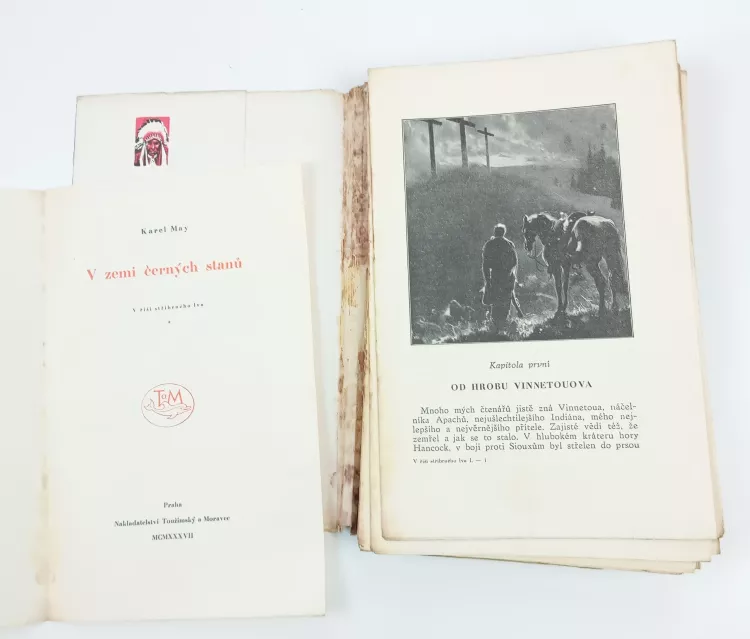 Karel May
V zemi černých stanů
V říši stříbrného lva
*
T M
Praha
Nakladatelství Toužimský a Moravec
MCMXXXVII
Kapitola první
OD HROBU VINNETOUOVA
Mnoho mých čtenářů jistě zná Vinnetoua, náčel-
níka Apachů, nejušlechtilejšího Indiána, mého nej-
lepšího a nejvěrnějšího přítele. Zajisté vědí též, že
zemřel a jak se to stalo. V hlubokém kráteru hory
Hancock, v boji proti Siouxům byl střelen do prsou
V říši stříbrného lva I. — 1